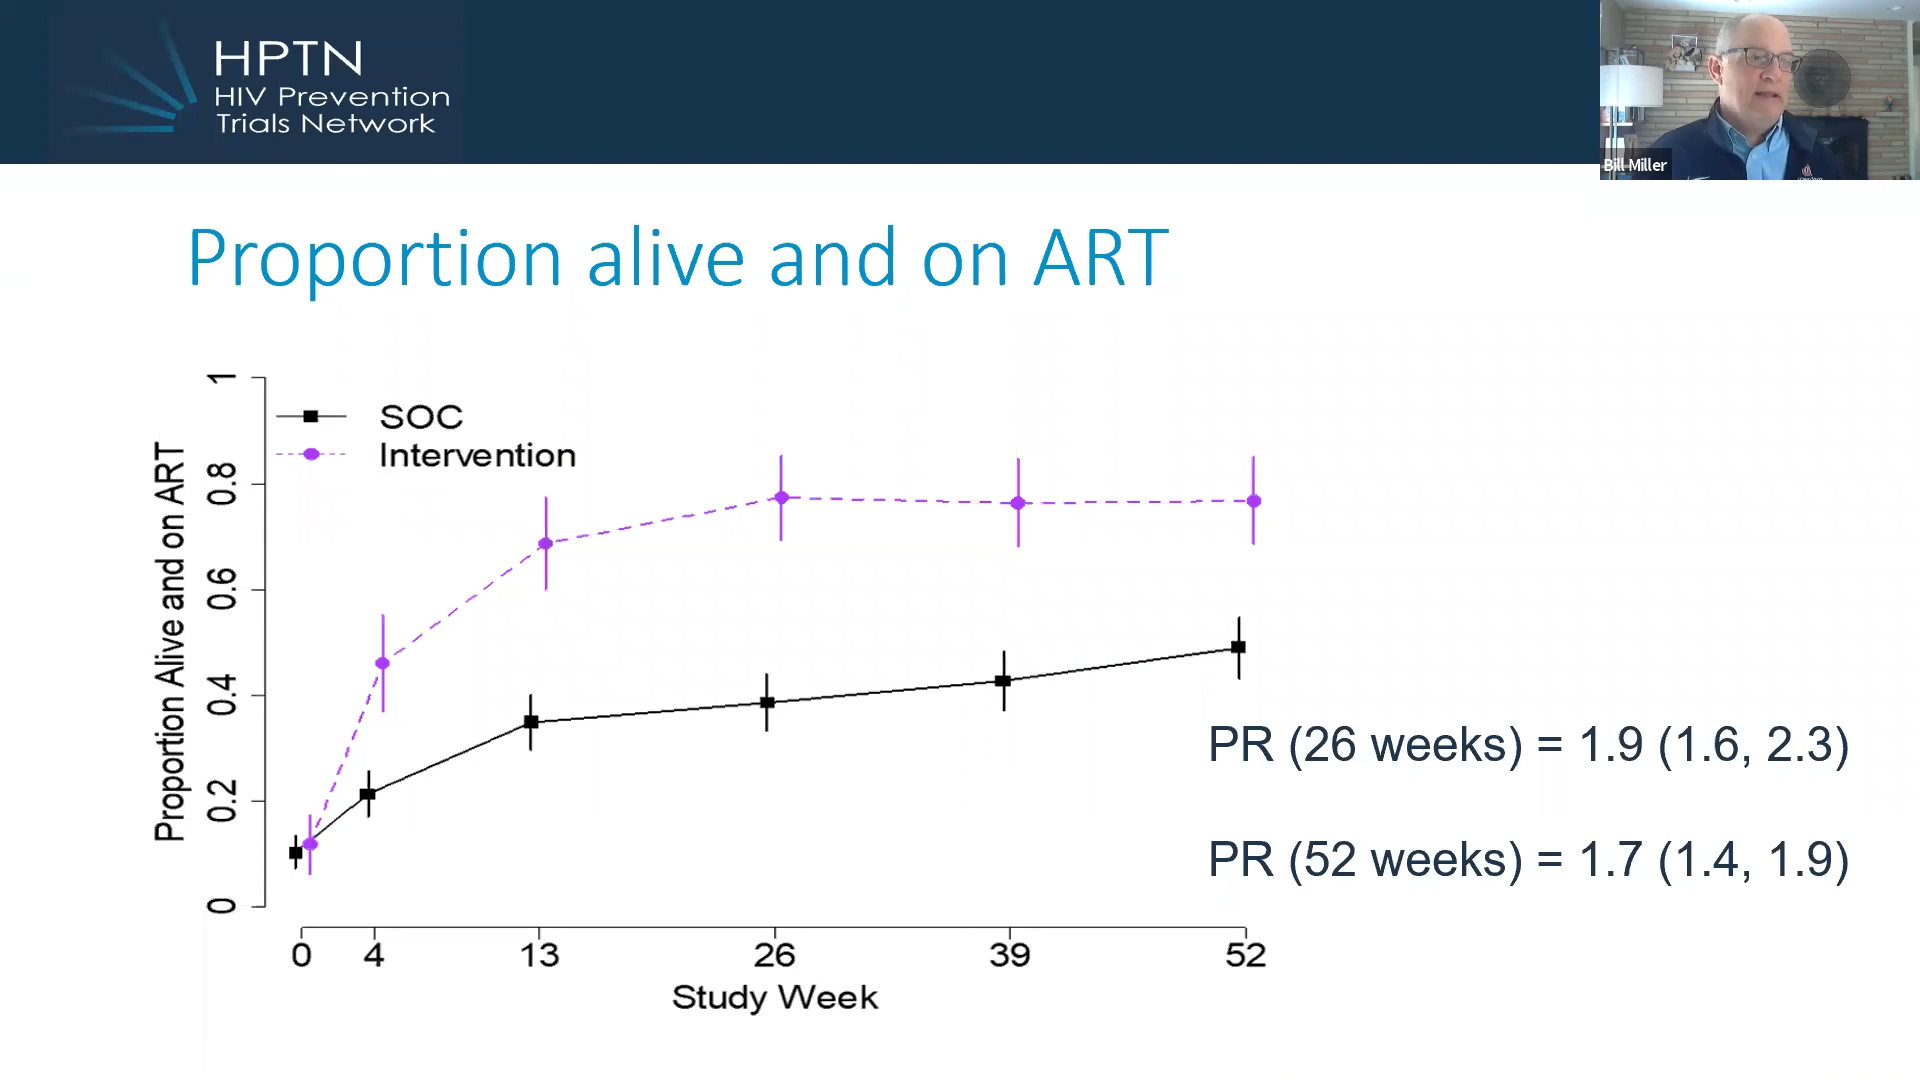 HPTN
HIV Prevention
Trials Network
Bill Miller
Proportion alive and on ART
Proportion Alive and on ART
1
0.8
0.6
0.4
0.2
0
SOC
Intervention
0 4 13 26 39 52
Study Week
PR (26 weeks) = 1.9 (1.6, 2.3)
PR (52 weeks) = 1.7 (1.4, 1.9)